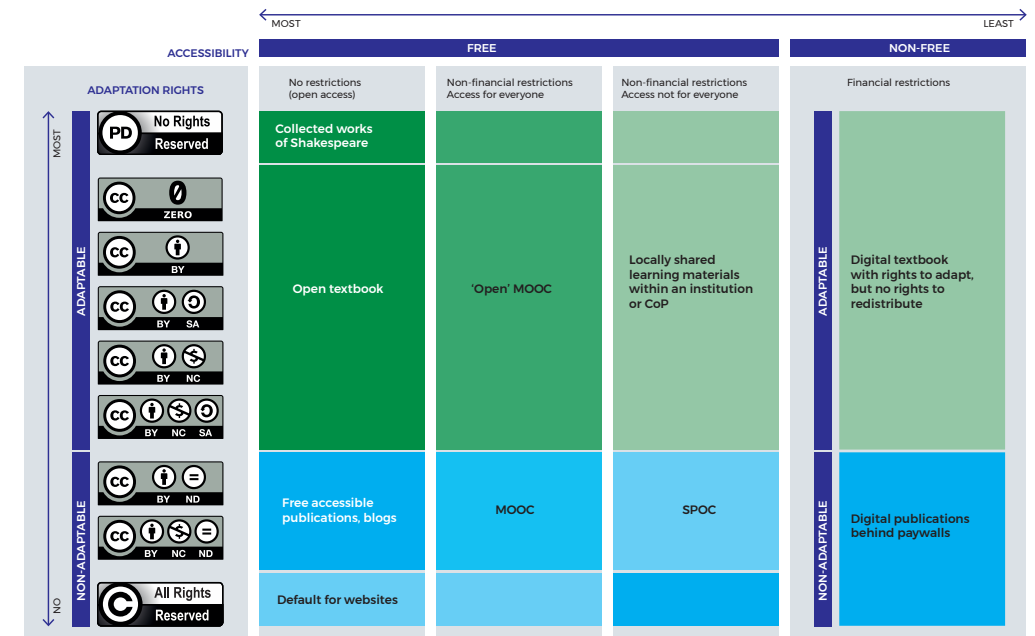 MOST
LEAST
ACCESSIBILITY
FREE
NON-FREE
ADAPTATION RIGHTS
No restrictions
(open access)
Non-financial restrictions
Access for everyone
Non-financial restrictions
Access not for everyone
Financial restrictions
MOST
ADAPTABLE
PD
No Rights
Reserved
Collected works
of Shakespeare
cc
0
ZERO
cc
BY
cc
BY SA
cc
BY NC
cc
BY NC SA
Open textbook
‘Open’ MOOC
Locally shared
learning materials
within an institution
or CoP
ADAPTABLE
Digital textbook
with rights to adapt,
but no rights to
redistribute
NON-ADAPTABLE
NO
cc
BY ND
cc
BY NC ND
C
All Rights
Reserved
Free accessible
publications, blogs
MOOC
SPOC
Default for websites
NON-ADAPTABLE
Digital publications
behind paywalls